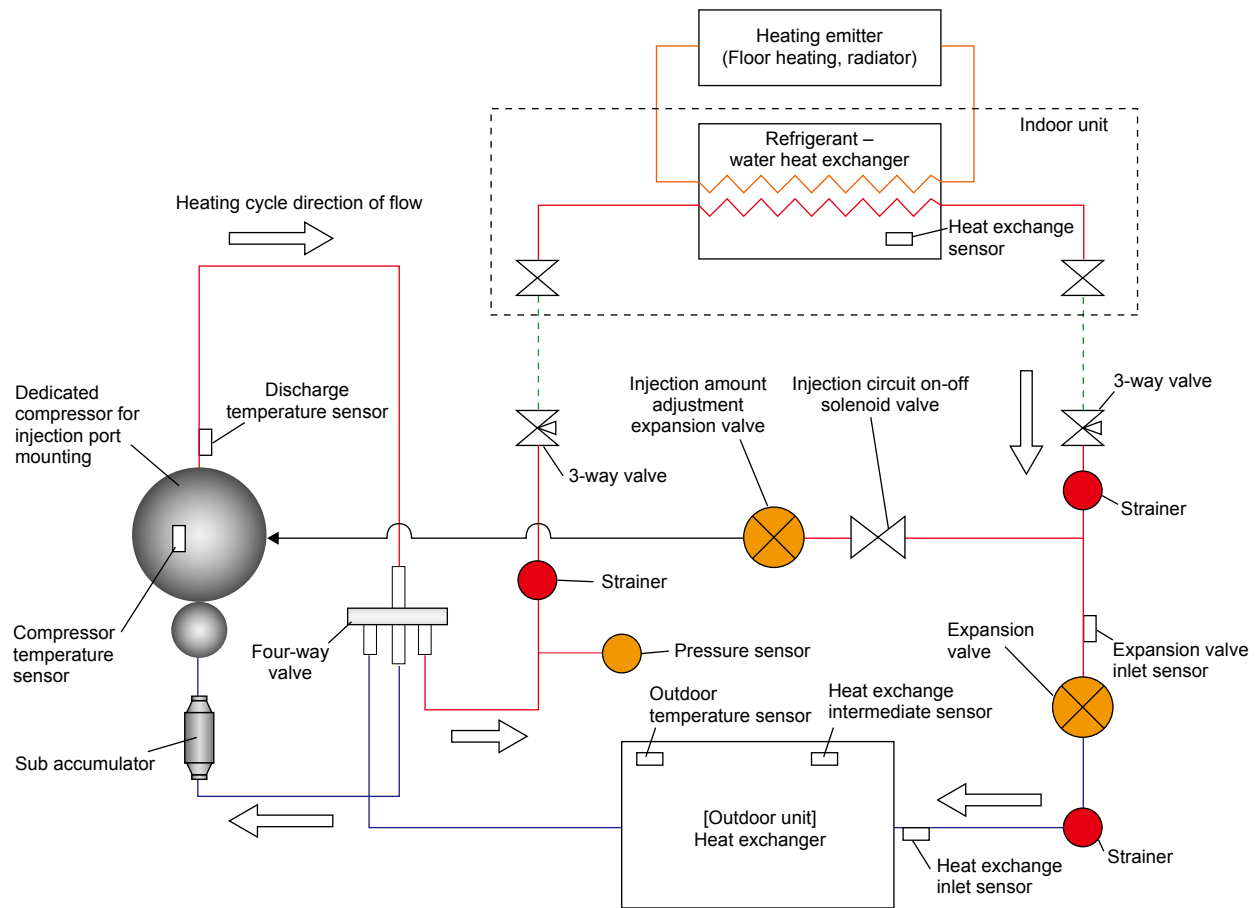 Heating emitter
(Floor heating, radiator)
Indoor unit
Refrigerant –
water heat exchanger
Heating cycle direction of flow
Heat exchange
sensor
Dedicated
compressor for
injection port
mounting
Discharge
temperature sensor
Injection amount
adjustment
expansion valve
Injection circuit on-off
solenoid valve
3-way valve
3-way valve
Strainer
Strainer
Compressor
temperature
sensor
Four-way
valve
Pressure sensor
Expansion
valve
Expansion valve
inlet sensor
Outdoor
temperature sensor
Heat exchange
intermediate sensor
Sub accumulator
[Outdoor unit]
Heat exchanger
Heat exchange
inlet sensor
Strainer